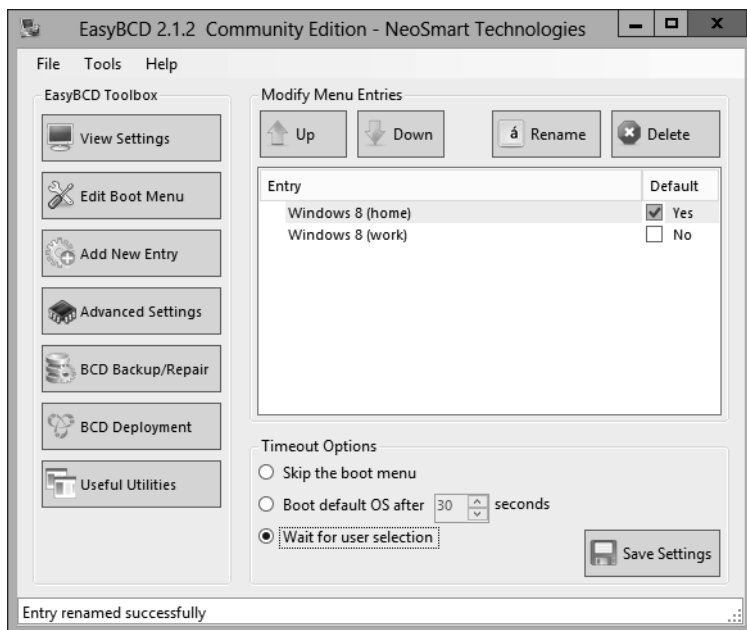 EasyBCD 2.1.2 Community Edition - NeoSmart Technologies
File Tools Help
EasyBCD Toolbox
View Settings
Edit Boot Menu
Add New Entry
Advanced Settings
BCD Backup/Repair
BCD Deployment
Useful Utilities
Modify Menu Entries
Up Down á Rename Delete
Entry Default
Windows 8 (home) Yes
Windows 8 (work) No
Timeout Options
Skip the boot menu
Boot default OS after 30 seconds
Wait for user selection
Save Settings
Entry renamed successfully